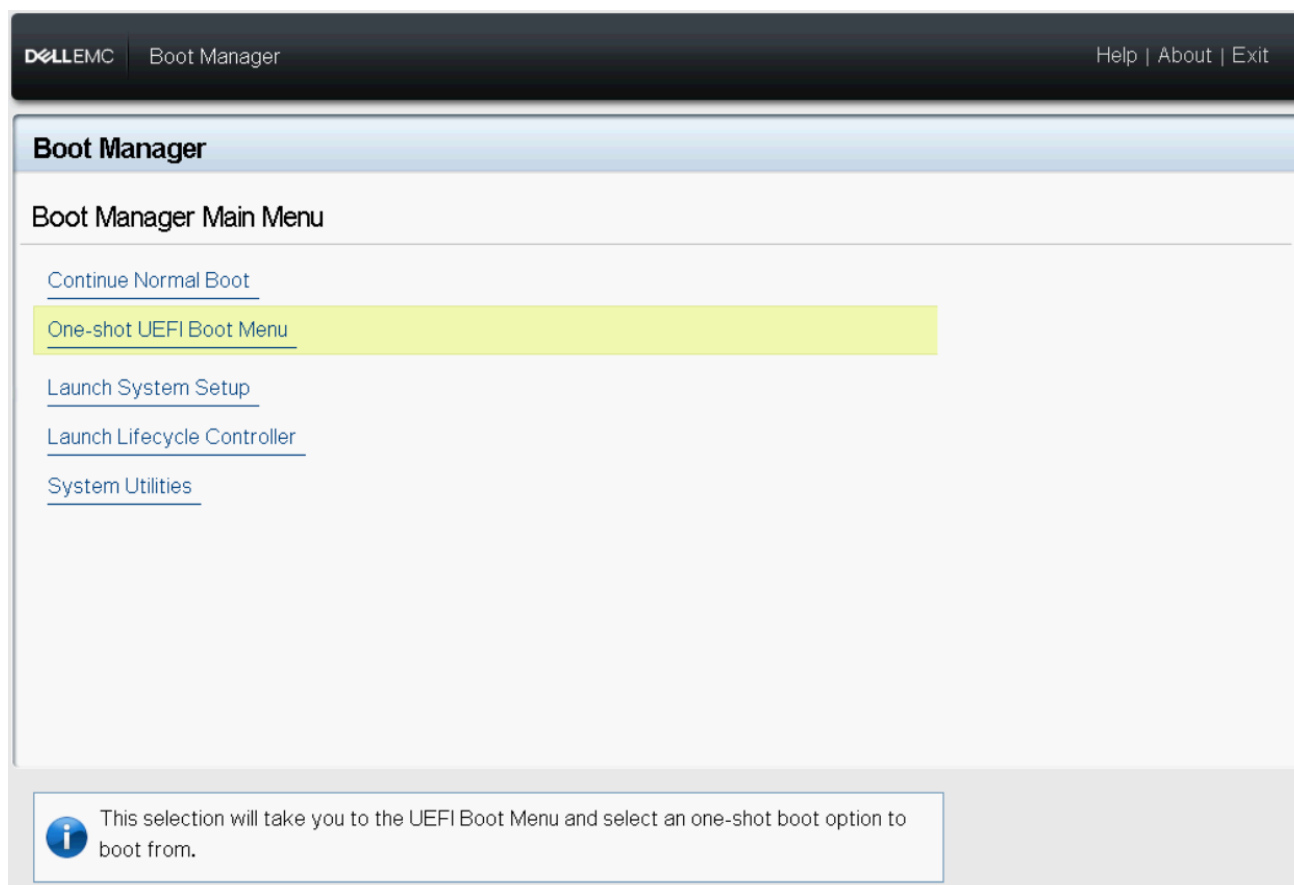 DELLEMC Boot Manager Help | About | Exit
Boot Manager
Boot Manager Main Menu
Continue Normal Boot
One-shot UEFI Boot Menu
Launch System Setup
Launch Lifecycle Controller
System Utilities
This selection will take you to the UEFI Boot Menu and select an one-shot boot option to
boot from.